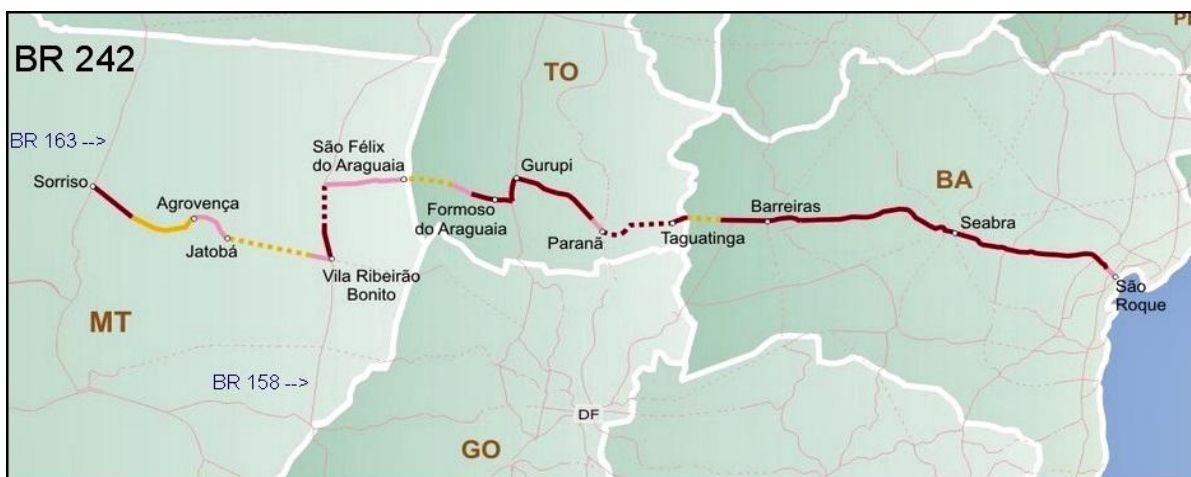 BR 242
BR 163 -->
BR 158 -->
MT
TO
BA
GO
DF
Sorriso
Agrovença
Jatobá
São Félix
do Araguaia
Vila Ribeirão
Bonito
Formoso
do Araguaia
Gurupi
Paranã
Taguatinga
Barreiras
Seabra
São
Roque